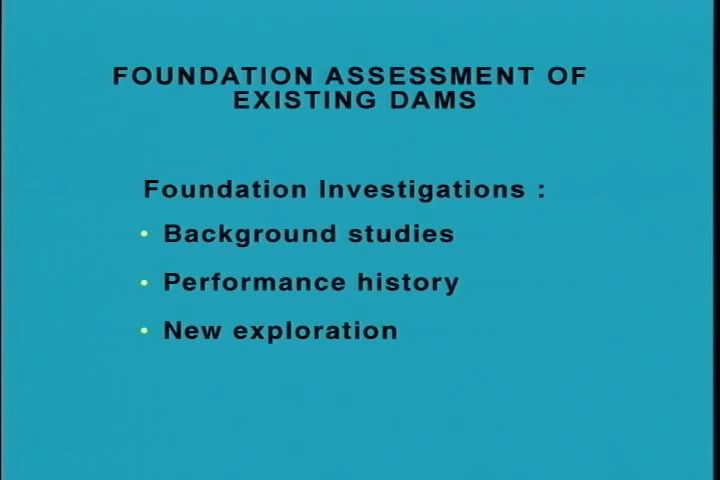 FOUNDATION ASSESSMENT OF
EXISTING DAMS
Foundation Investigations :
• Background studies
• Performance history
• New exploration